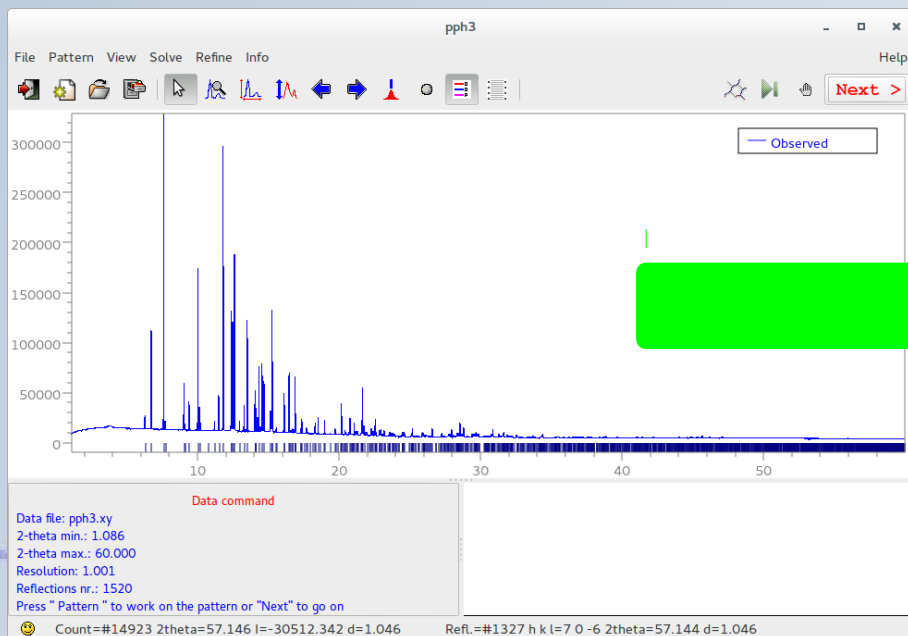 pph3
File Pattern View Solve Refine Info Help
Next >
Observed
300000
250000
200000
150000
100000
50000
0
10 20 30 40 50
Data command
Data file: pph3.xy
2-theta min.: 1.086
2-theta max.: 60.000
Resolution: 1.001
Reflections nr.: 1520
Press " Pattern " to work on the pattern or "Next" to go on
Count=#14923 2theta=57.146 I=-30512.342 d=1.046 Refl.=#1327 h k l=7 0 -6 2theta=57.144 d=1.046